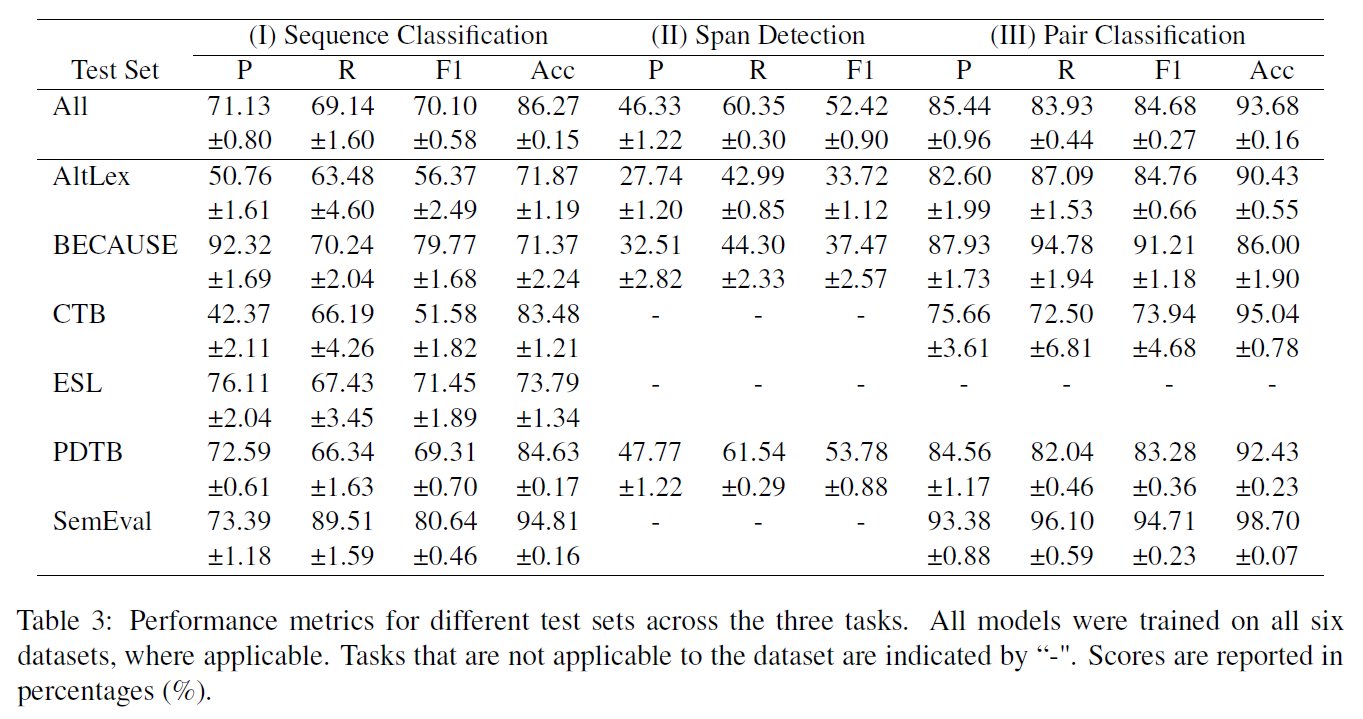 (I) Sequence Classification (II) Span Detection (III) Pair Classification
Test Set P R F1 Acc P R F1 P R F1 Acc
All 71.13 69.14 70.10 86.27 46.33 60.35 52.42 85.44 83.93 84.68 93.68
±0.80 ±1.60 ±0.58 ±0.15 ±1.22 ±0.30 ±0.90 ±0.96 ±0.44 ±0.27 ±0.16
AltLex 50.76 63.48 56.37 71.87 27.74 42.99 33.72 82.60 87.09 84.76 90.43
±1.61 ±4.60 ±2.49 ±1.19 ±1.20 ±0.85 ±1.12 ±1.99 ±1.53 ±0.66 ±0.55
BECAUSE 92.32 70.24 79.77 71.37 32.51 44.30 37.47 87.93 94.78 91.21 86.00
±1.69 ±2.04 ±1.68 ±2.24 ±2.82 ±2.33 ±2.57 ±1.73 ±1.94 ±1.18 ±1.90
CTB 42.37 66.19 51.58 83.48 - - - 75.66 72.50 73.94 95.04
±2.11 ±4.26 ±1.82 ±1.21 ±3.61 ±6.81 ±4.68 ±0.78
ESL 76.11 67.43 71.45 73.79 - - - - - - -
±2.04 ±3.45 ±1.89 ±1.34
PDTB 72.59 66.34 69.31 84.63 47.77 61.54 53.78 84.56 82.04 83.28 92.43
±0.61 ±1.63 ±0.70 ±0.17 ±1.22 ±0.29 ±0.88 ±1.17 ±0.46 ±0.36 ±0.23
SemEval 73.39 89.51 80.64 94.81 - - - 93.38 96.10 94.71 98.70
±1.18 ±1.59 ±0.46 ±0.16 ±0.88 ±0.59 ±0.23 ±0.07
Table 3: Performance metrics for different test sets across the three tasks. All models were trained on all six
datasets, where applicable. Tasks that are not applicable to the dataset are indicated by “-". Scores are reported in
percentages (%).